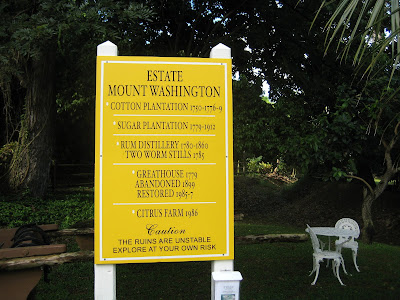 ESTATE
MOUNT WASHINGTON
* COTTON PLANTATION 1750-1776-9
* SUGAR PLANTATION 1779-1912
* RUM DISTILLERY 1780-1860
TWO WORM STILLS 1785
* GREATHOUSE 1779
ABANDONED 1899
RESTORED 1985-7
* CITRUS FARM 1986
Caution
THE RUINS ARE UNSTABLE
EXPLORE AT YOUR OWN RISK